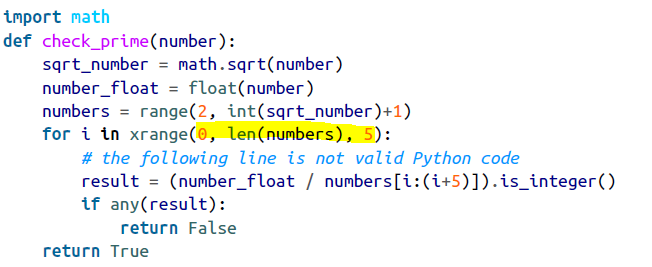 import math
def check_prime(number):
    sqrt_number = math.sqrt(number)
    number_float = float(number)
    numbers = range(2, int(sqrt_number)+1)
    for i in xrange(0, len(numbers), 5):
        # the following line is not valid Python code
        result = (number_float / numbers[i:(i+5)]).is_integer()
        if any(result):
            return False
    return True